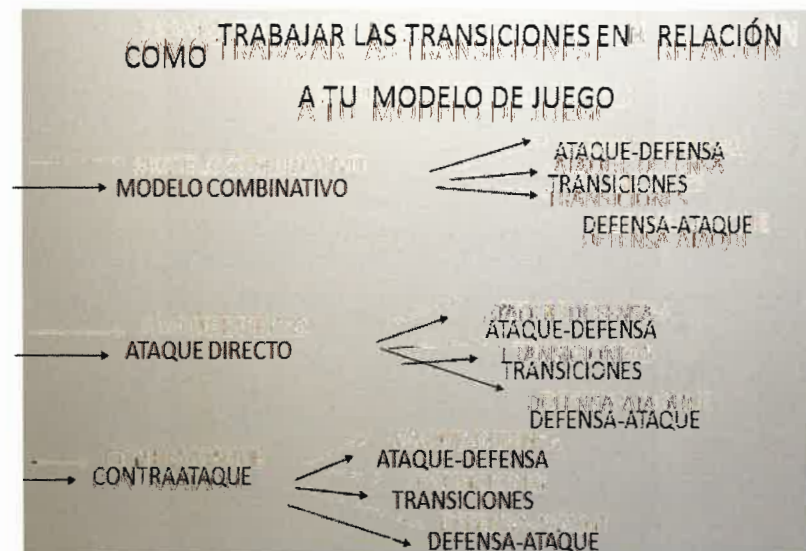 COMO TRABAJAR LAS TRANSICIONES EN RELACIÓN
A TU MODELO DE JUEGO
MODELO COMBINATIVO
ATAQUE-DEFENSA
TRANSICIONES
DEFENSA-ATAQUE
ATAQUE DIRECTO
ATAQUE-DEFENSA
TRANSICIONES
DEFENSA-ATAQUE
CONTRAATAQUE
ATAQUE-DEFENSA
TRANSICIONES
DEFENSA-ATAQUE